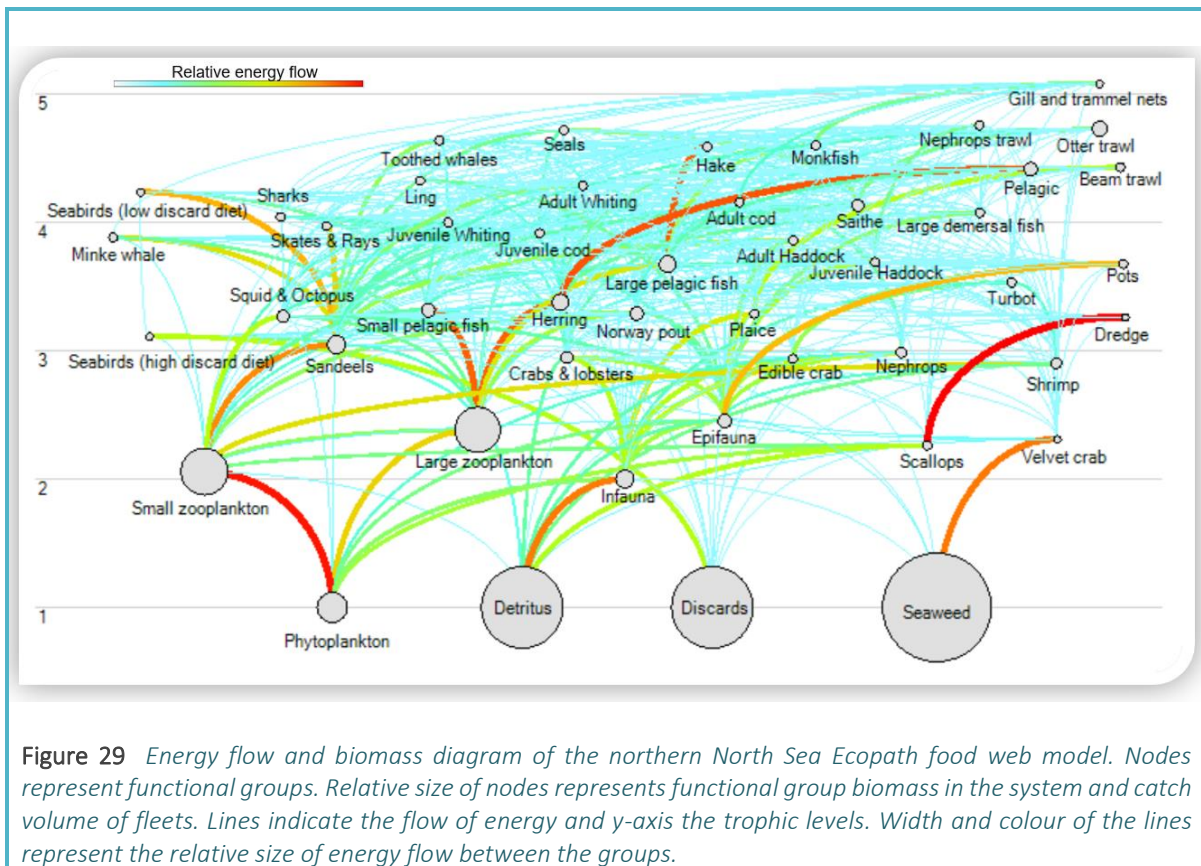 Relative energy flow
5
Gill and trammel nets
Toothed whales
Seals
Hake
Monkfish
Nephrops trawl
Otter trawl
Seabirds (low discard diet)
Sharks
Ling
Adult Whiting
Adult cod
Saithe
Pelagic
Beam trawl
4
Minke whale
Skates & Rays
Juvenile Whiting
Juvenile cod
Large pelagic fish
Adult Haddock
Juvenile Haddock
Large demersal fish
Pots
Squid & Octopus
Small pelagic fish
Herring
Norway pout
Plaice
Turbot
Dredge
3
Seabirds (high discard diet)
Sandeels
Crabs & lobsters
Edible crab
Nephrops
Shrimp
Large zooplankton
Epifauna
Scallops
Velvet crab
2
Small zooplankton
Infauna
1
Phytoplankton
Detritus
Discards
Seaweed
Figure 29 Energy flow and biomass diagram of the northern North Sea Ecopath food web model. Nodes
represent functional groups. Relative size of nodes represents functional group biomass in the system and catch
volume of fleets. Lines indicate the flow of energy and y-axis the trophic levels. Width and colour of the lines
represent the relative size of energy flow between the groups.